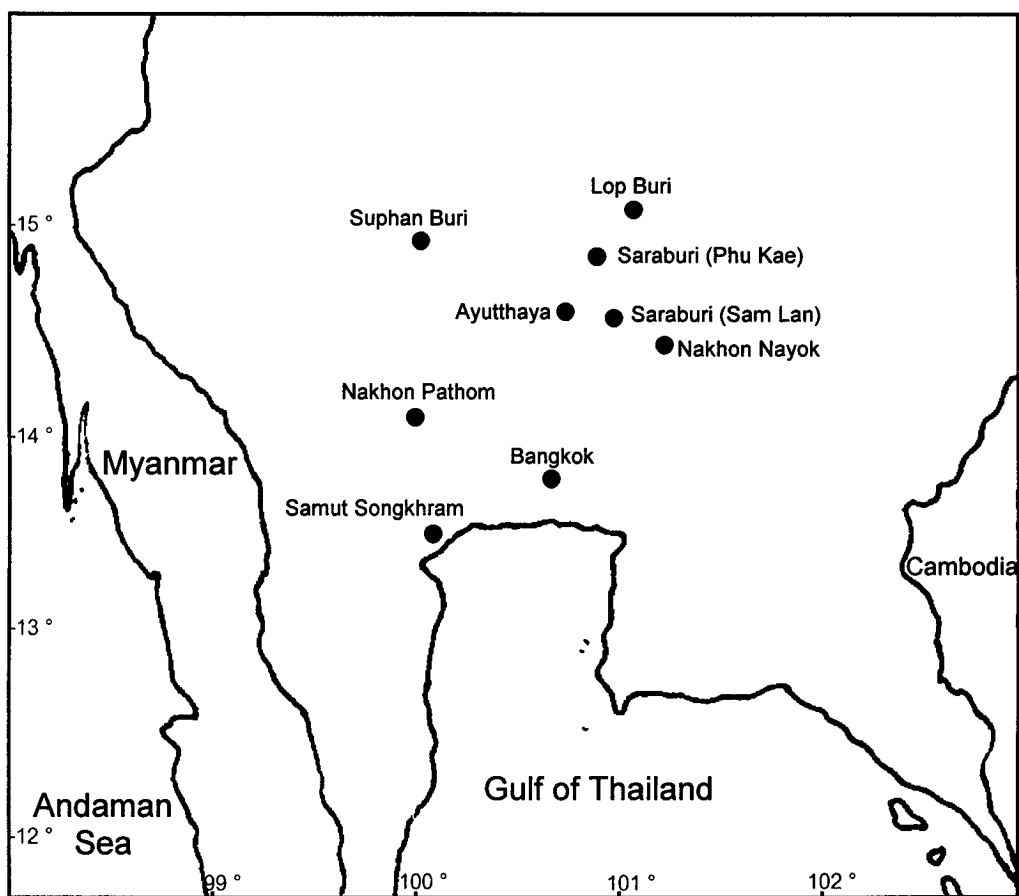 Lop Buri
Suphan Buri
15 °
Saraburi (Phu Kae)
Ayutthaya
Saraburi (Sam Lan)
Nakhon Nayok
Nakhon Pathom
14 °
Myanmar
Bangkok
Samut Songkhram
Cambodia
13 °
Gulf of Thailand
Andaman
Sea
12 °
99 °
100 °
101 °
102 °